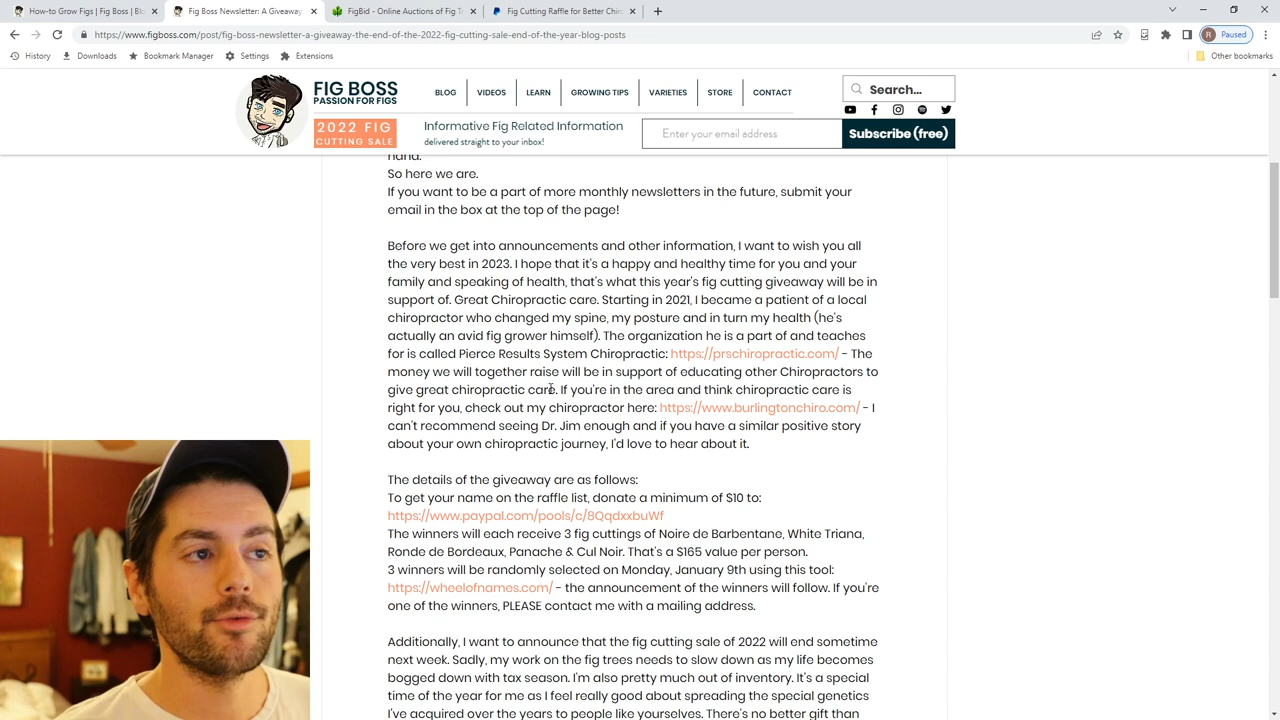 How-to Grow Figs | Fig Boss | Blo
Fig Boss Newsletter: A Giveaway
FigBid - Online Auctions of Fig T
Fig Cutting Raffle for Better Chir
https://www.figboss.com/post/fig-boss-newsletter-a-giveaway-the-end-of-the-2022-fig-cutting-sale-end-of-the-year-blog-posts
R Paused
History Downloads Bookmark Manager Settings Extensions Other bookmarks
FIG BOSS
PASSION FOR FIGS
BLOG VIDEOS LEARN GROWING TIPS VARIETIES STORE CONTACT
Search...
2022 FIG
CUTTING SALE
Informative Fig Related Information
delivered straight to your inbox!
Enter your email address
Subscribe (free)
hand.
So here we are.
If you want to be a part of more monthly newsletters in the future, submit your
email in the box at the top of the page!
Before we get into announcements and other information, I want to wish you all
the very best in 2023. I hope that it's a happy and healthy time for you and your
family and speaking of health, that's what this year's fig cutting giveaway will be in
support of. Great Chiropractic care. Starting in 2021, I became a patient of a local
chiropractor who changed my spine, my posture and in turn my health (he's
actually an avid fig grower himself). The organization he is a part of and teaches
for is called Pierce Results System Chiropractic: https://prschiropractic.com/ - The
money we will together raise will be in support of educating other Chiropractors to
give great chiropractic care. If you're in the area and think chiropractic care is
right for you, check out my chiropractor here: https://www.burlingtonchiro.com/ - I
can't recommend seeing Dr. Jim enough and if you have a similar positive story
about your own chiropractic journey, I'd love to hear about it.
The details of the giveaway are as follows:
To get your name on the raffle list, donate a minimum of $10 to:
https://www.paypal.com/pools/c/8QqdxxbuWf
The winners will each receive 3 fig cuttings of Noire de Barbentane, White Triana,
Ronde de Bordeaux, Panache & Cul Noir. That's a $165 value per person.
3 winners will be randomly selected on Monday, January 9th using this tool:
https://wheelofnames.com/ - the announcement of the winners will follow. If you're
one of the winners, PLEASE contact me with a mailing address.
Additionally, I want to announce that the fig cutting sale of 2022 will end sometime
next week. Sadly, my work on the fig trees needs to slow down as my life becomes
bogged down with tax season. I'm also pretty much out of inventory. It's a special
time of the year for me as I feel really good about spreading the special genetics
I've acquired over the years to people like yourselves. There's no better gift than